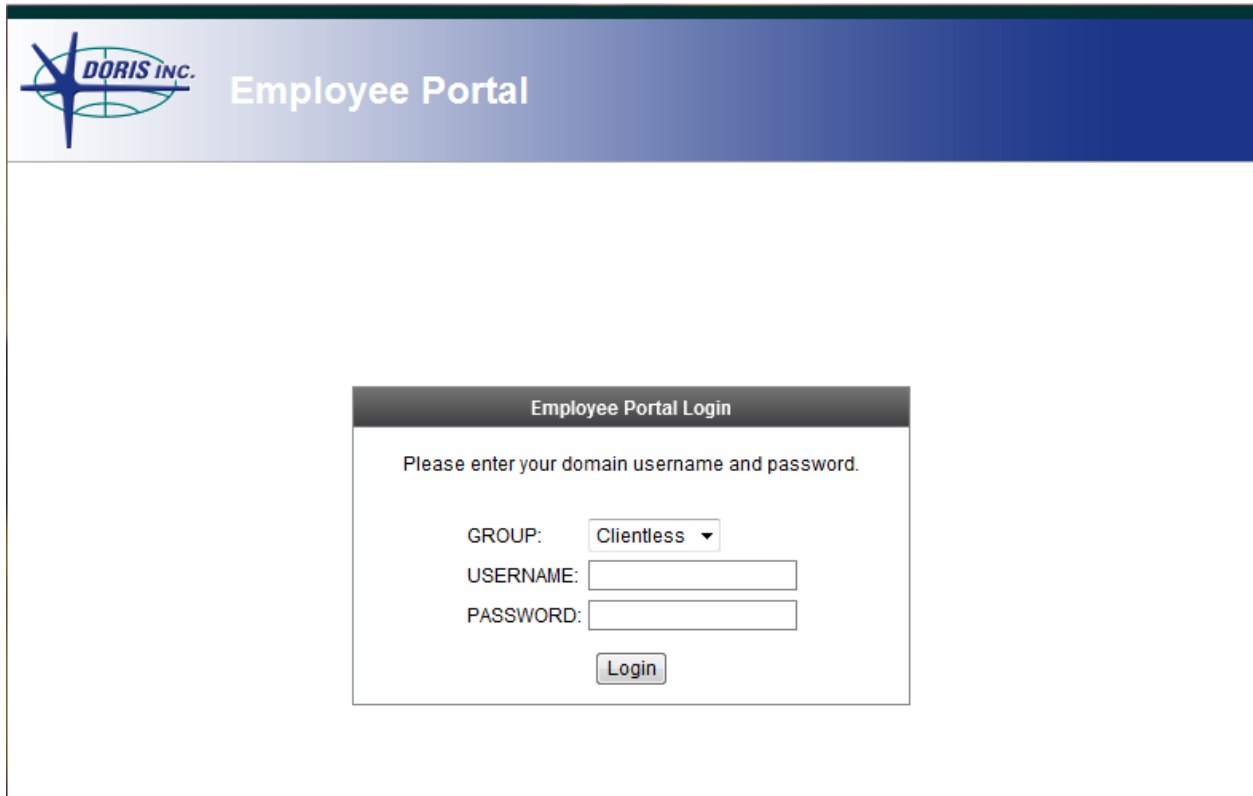 DORIS INC.
Employee Portal
Employee Portal Login
Please enter your domain username and password.
GROUP: Clientless
USERNAME:
PASSWORD:
Login